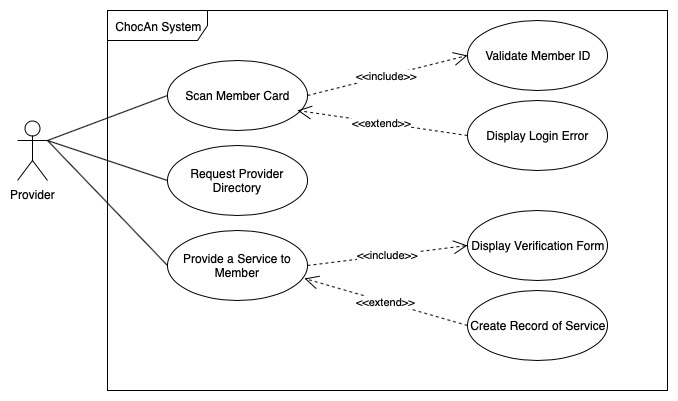 ChocAn System
Validate Member ID
<<include>>
Scan Member Card
<<extend>>
Display Login Error
Request Provider
Directory
Provider
Provide a Service to
Member
<<include>>
Display Verification Form
<<extend>>
Create Record of Service